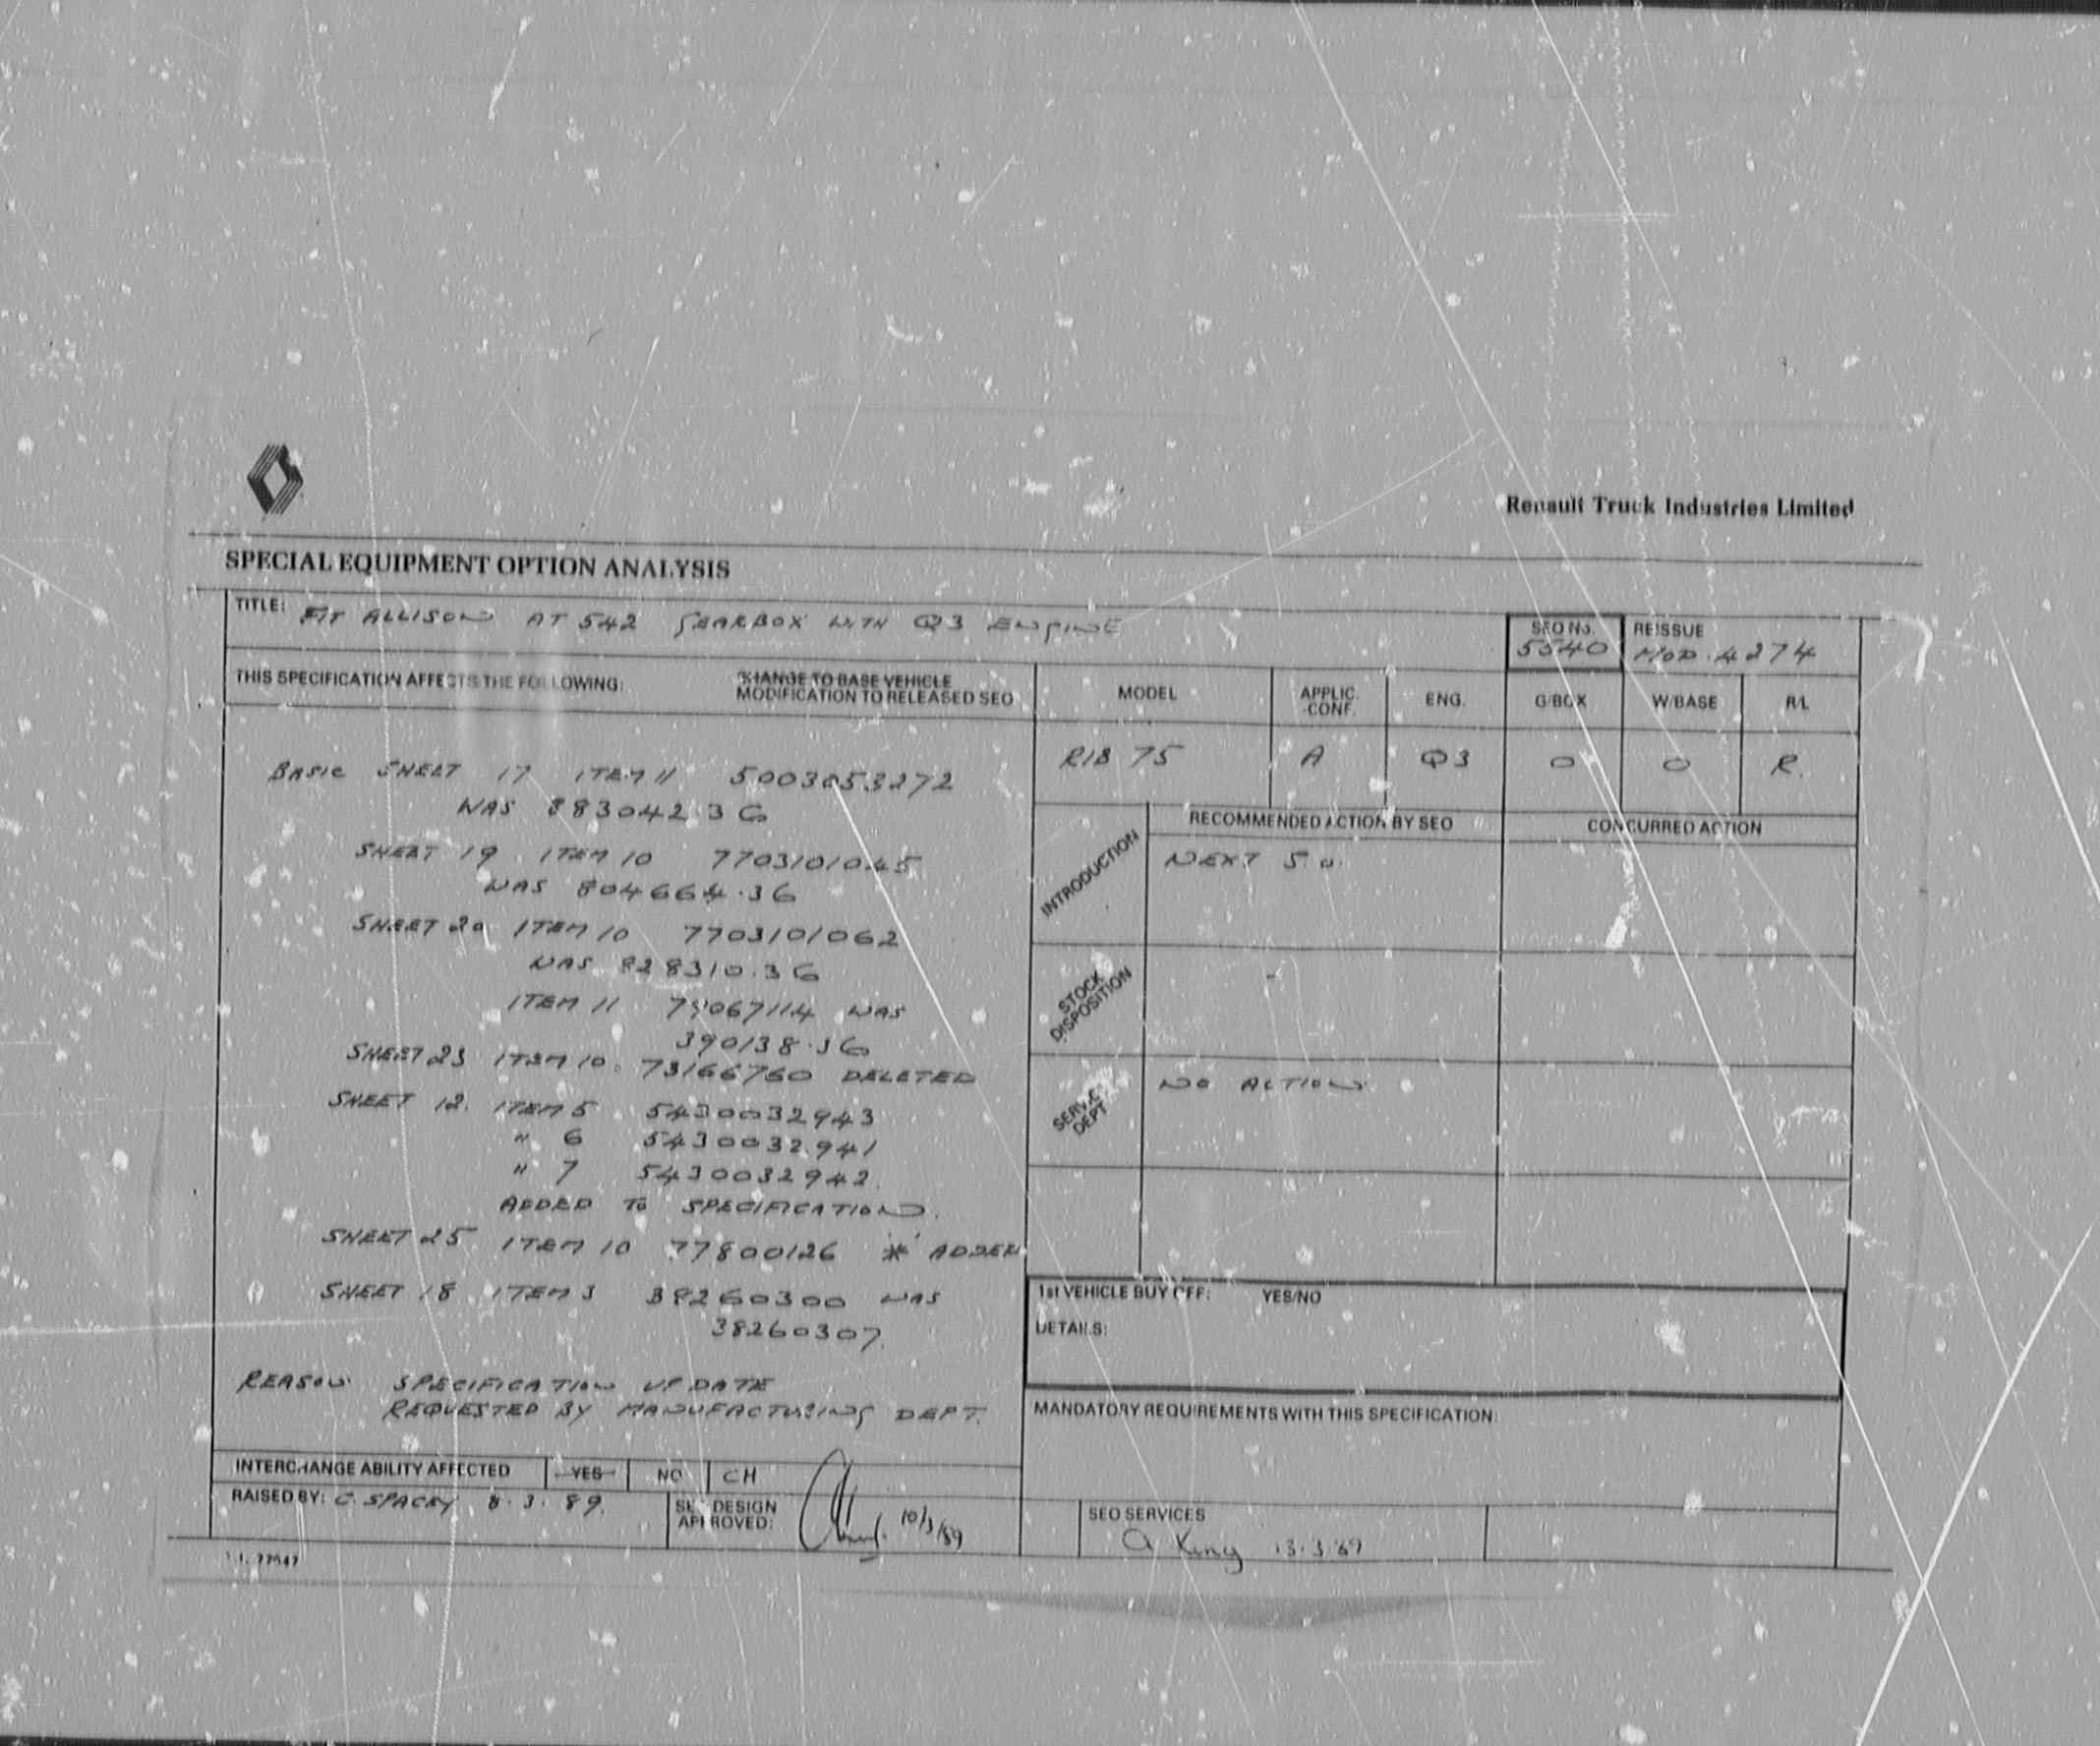 Renault Truck Industries Limited
SPECIAL EQUIPMENT OPTION ANALYSIS
TITLE: FIT ALLISON AT 542 GEARBOX WITH Q3 ENGINE
SEO No. 5540
REISSUE MOD. 4274
THIS SPECIFICATION AFFECTS THE FOLLOWING:
CHANGE TO BASE VEHICLE
MODIFICATION TO RELEASED SEO
MODEL APPLIC. CONF. ENG. G/BOX W/BASE R/L
R1B 75 A Q3 O O R.
BASIC SHEET 17 ITEM 11 5003053272
WAS 883042.36
SHEET 19 ITEM 10 7703101045
WAS 804664.36
SHEET 20 ITEM 10 7703101062
WAS 828310.36
ITEM 11 WAS
390138.36
SHEET 23 ITEM 10. 73166760 DELETED
SHEET 12. ITEM 5 5430032943
" 6 5430032941
" 7 5430032942.
ADDED TO SPECIFICATION.
SHEET 25 ITEM 10 77800126 * ADDED
SHEET 18 ITEM 3 38260300 WAS
38260307.
REASON SPECIFICATION UPDATE
REQUESTED BY MANUFACTURING DEPT.
RECOMMENDED ACTION BY SEO
CONCURRED ACTION
INTRODUCTION
NEXT S.O.
STOCK DISPOSITION
-
SERVICE DEPT
NO ACTION.
1st VEHICLE BUY OFF: YES/NO
DETAILS:
MANDATORY REQUIREMENTS WITH THIS SPECIFICATION:
INTERCHANGE ABILITY AFFECTED YES NO CH
RAISED BY: C. SPACEY 8.3.89.
SEO DESIGN APPROVED: 10/3/89
SEO SERVICES
A King 13.3.89